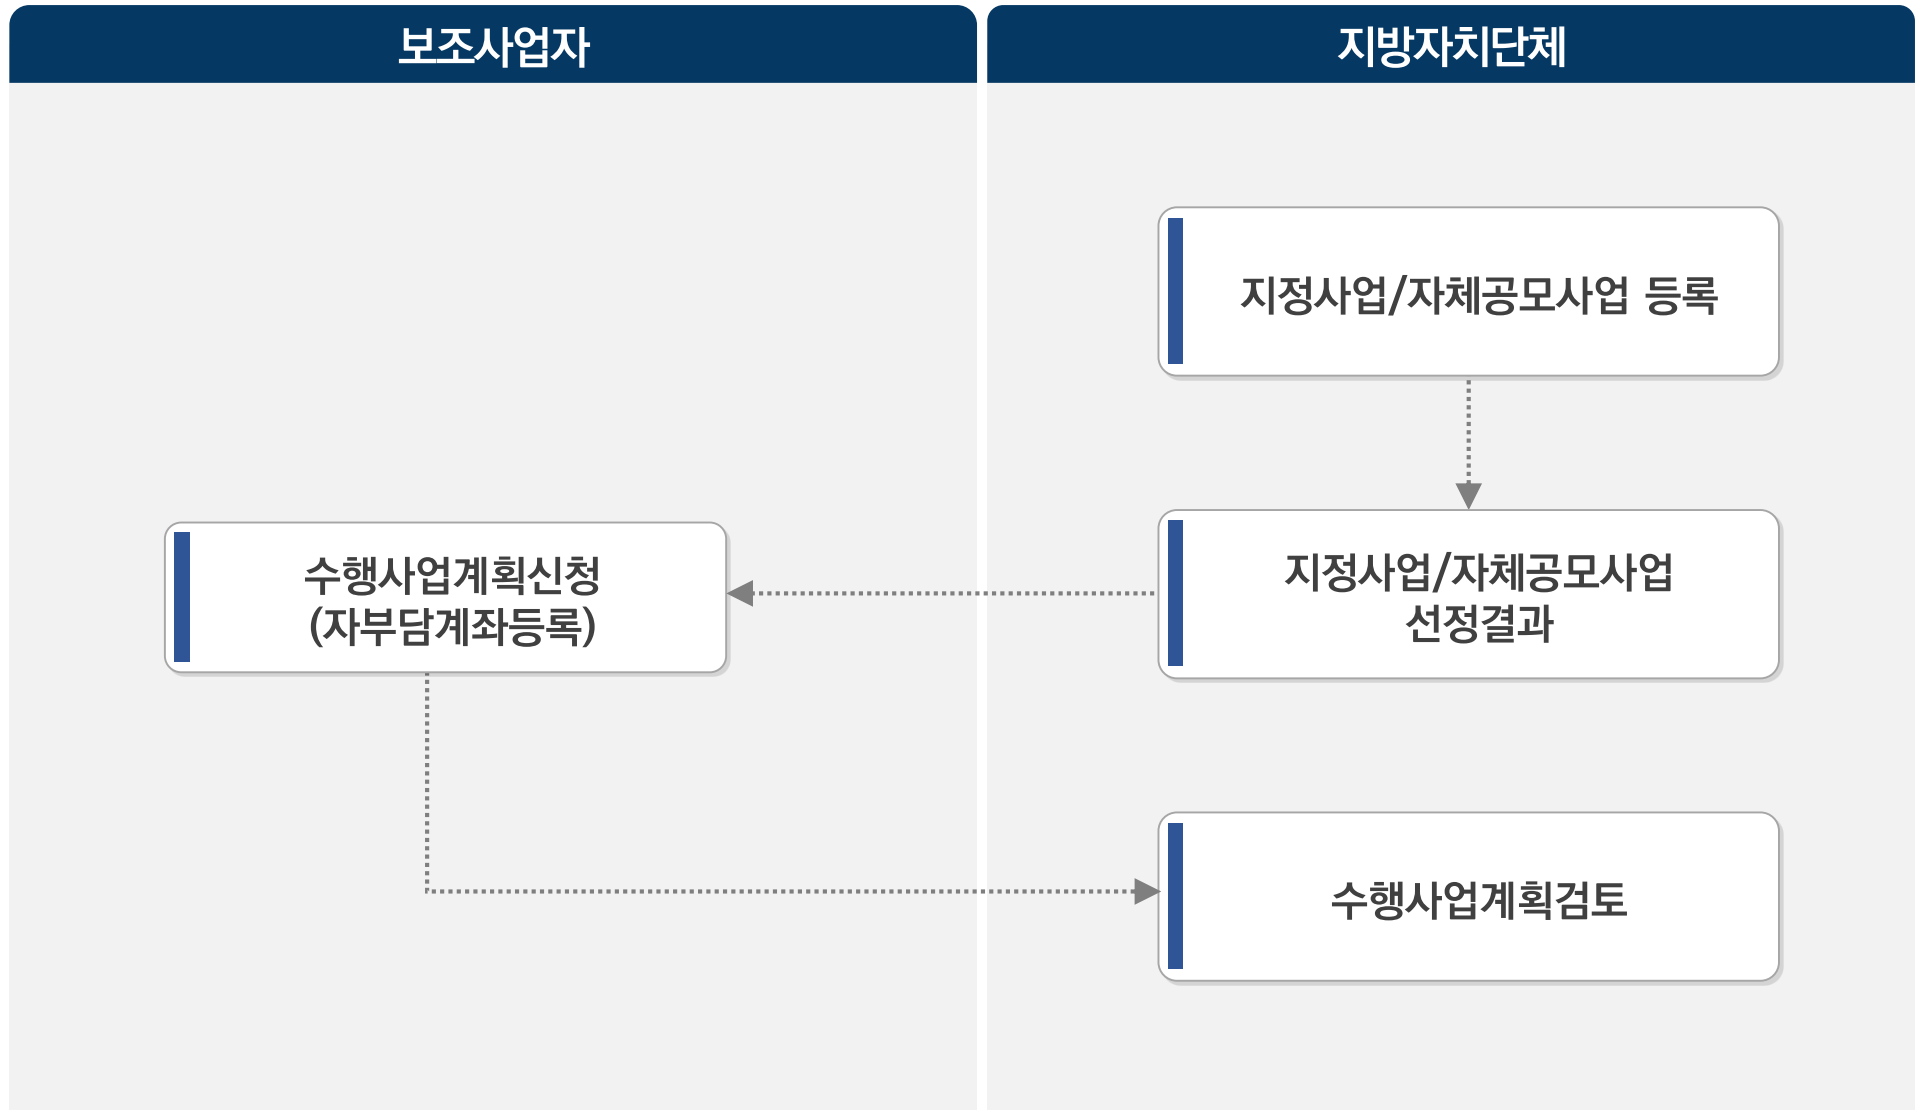 보조사업자
지방자치단체
지정사업/자체공모사업 등록
지정사업/자체공모사업
선정결과
수행사업계획신청
(자부담계좌등록)
수행사업계획검토